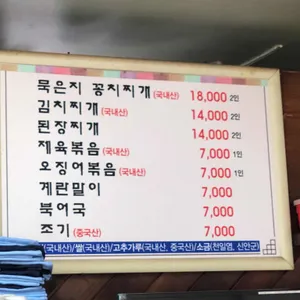 묵은지 꽁치찌개(국내산) 18,000 2인
김치찌개(국내산) 14,000 2인
된장찌개 14,000 2인
제육볶음(국내산) 7,000 1인
오징어볶음(국내산) 7,000 1인
계란말이 7,000
북어국 7,000
조기(중국산) 7,000
(국내산)/쌀(국내산)/고추가루(국내산, 중국산)/소금(천일염, 신안군)